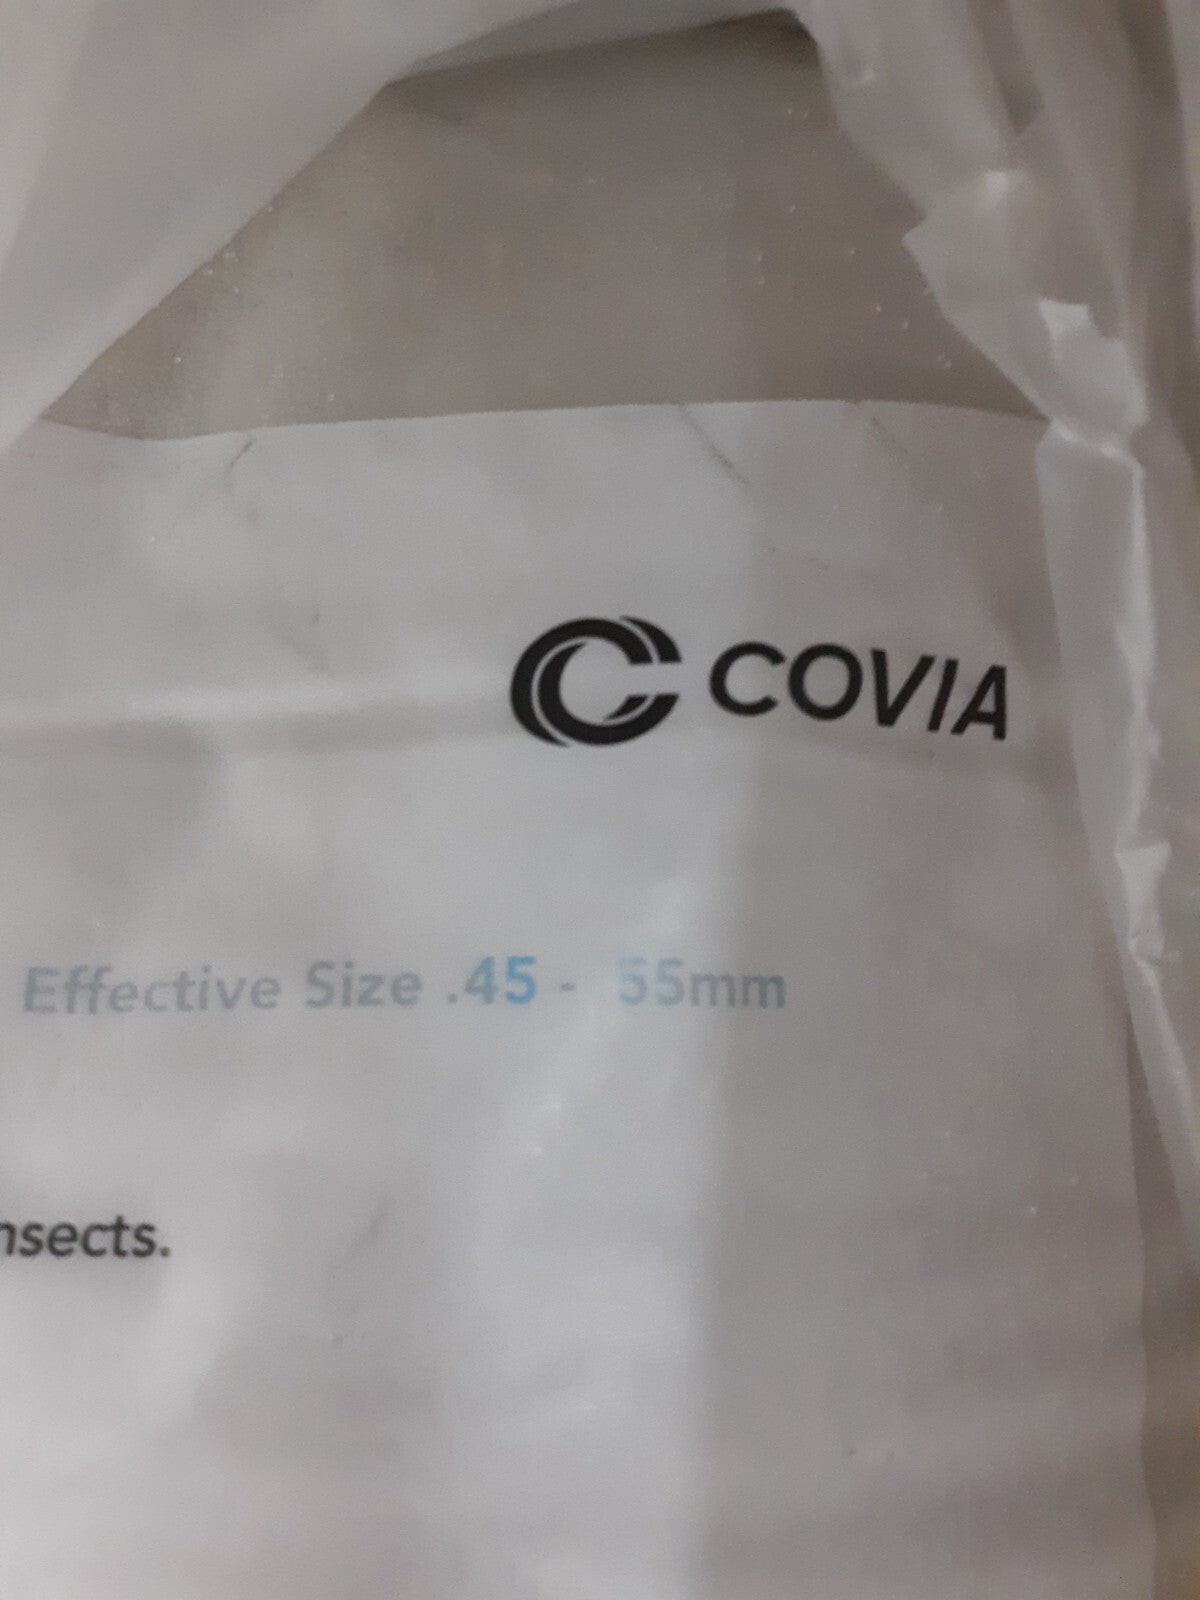 COVIA
Effective Size .45 - 55mm
nsects.